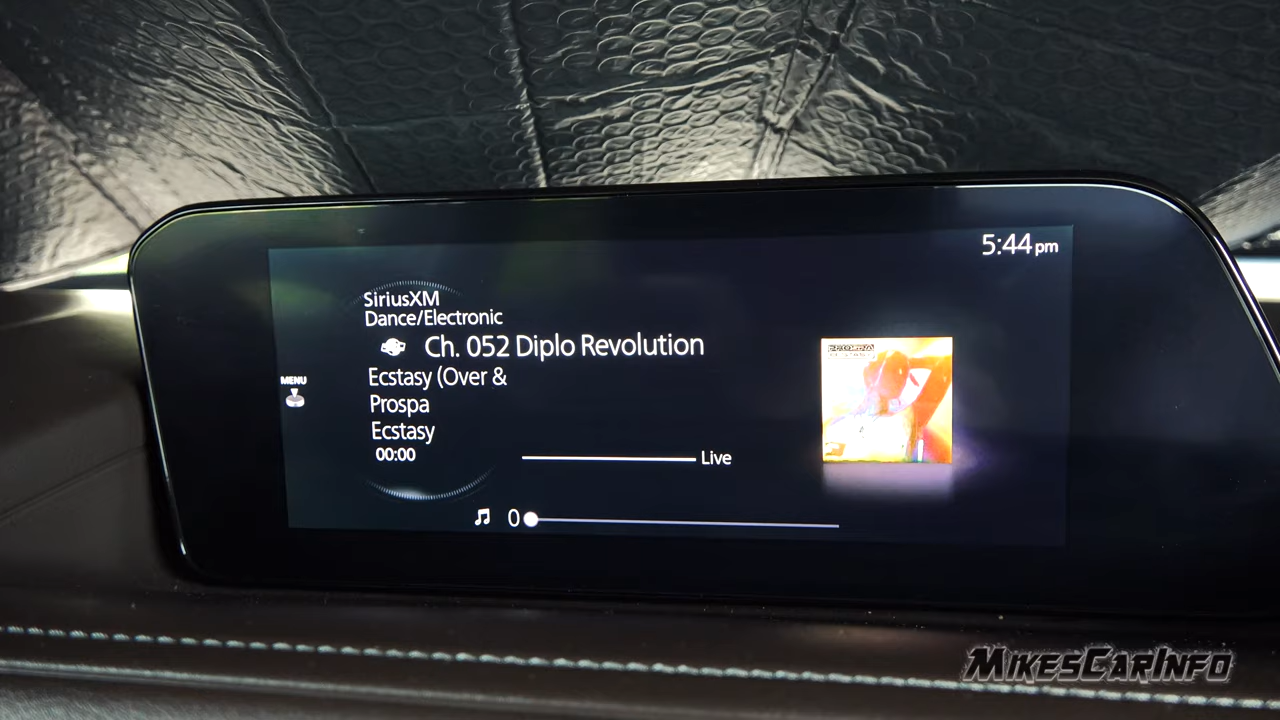 5:44 pm
SiriusXM
Dance/Electronic
Ch. 052 Diplo Revolution
Ecstasy (Over &
MENU
Prospa
Ecstasy
00:00
Live
0
MIKESCARINFO